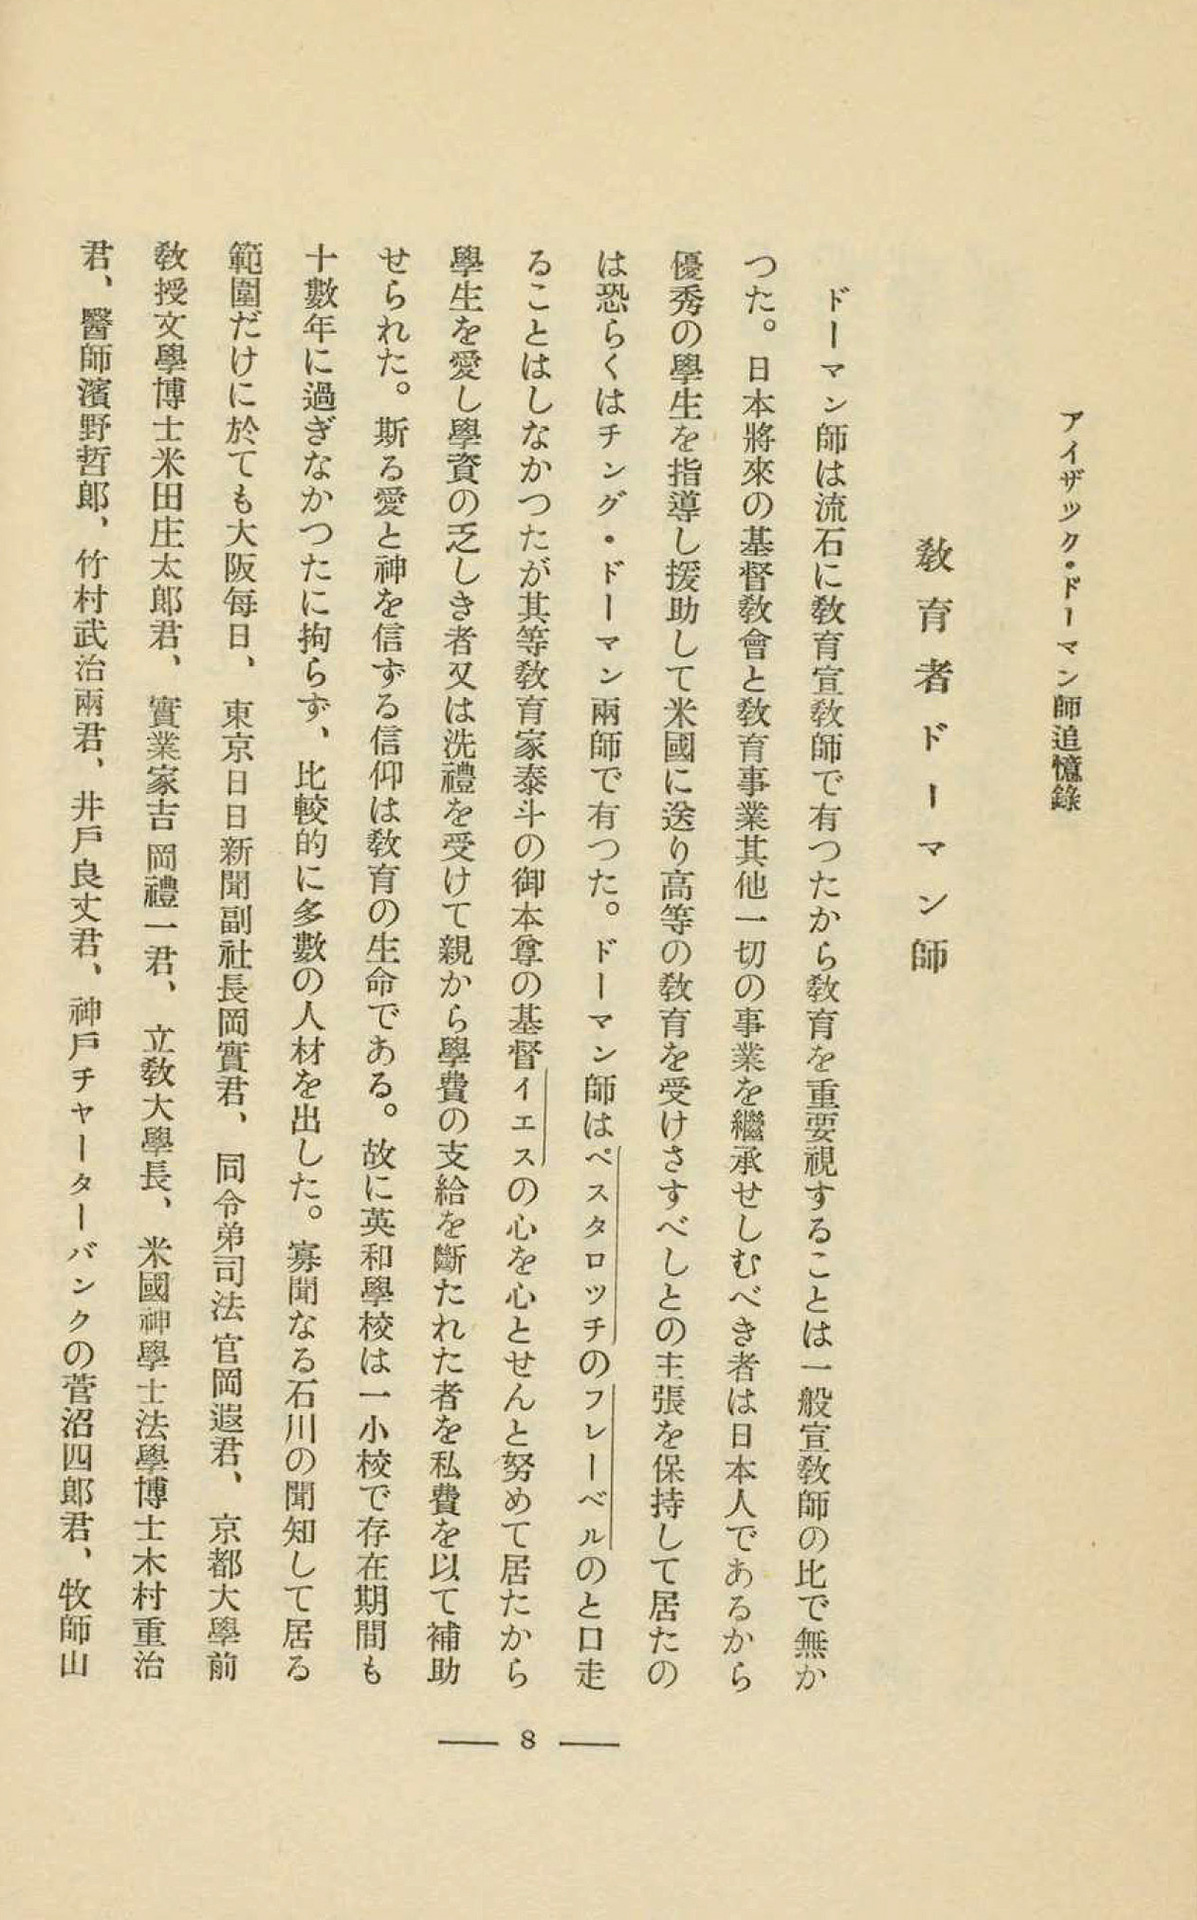 アイザック・ドーマン師追憶錄
教育者ドーマン師
ドーマン師は流石に教育宣教師で有つたから教育を重要視することは一般宣教師の比で無か
つた。日本將來の基督教會と教育事業其他一切の事業を繼承せしむべき者は日本人であるから
優秀の學生を指導し援助して米國に送り高等の教育を受けさすべしとの主張を保持して居たの
は恐らくはチング・ドーマン兩師で有つた。ドーマン師はペスタロッチのフレーベルのと口走
ることはしなかつたが其等教育家泰斗の御本尊の基督イエスの心を心とせんと努めて居たから
學生を愛し學資の乏しき者又は洗禮を受けて親から學費の支給を斷たれた者を私費を以て補助
せられた。斯る愛と神を信ずる信仰は教育の生命である。故に英和學校は一小校で存在期間も
十數年に過ぎなかつたに拘らず、比較的に多數の人材を出した。寡聞なる石川の聞知して居る
範圍だけに於ても大阪每日、東京日日新聞副社長岡實君、同令弟司法官岡遐君、京都大學前
教授文學博士米田庄太郎君、實業家吉岡禮一君、立教大學長、米國神學士法學博士木村重治
君、醫師濱野哲郎、竹村武治兩君、井戶良丈君、神戶チャーターバンクの菅沼四郎君、牧師山
— 8 —